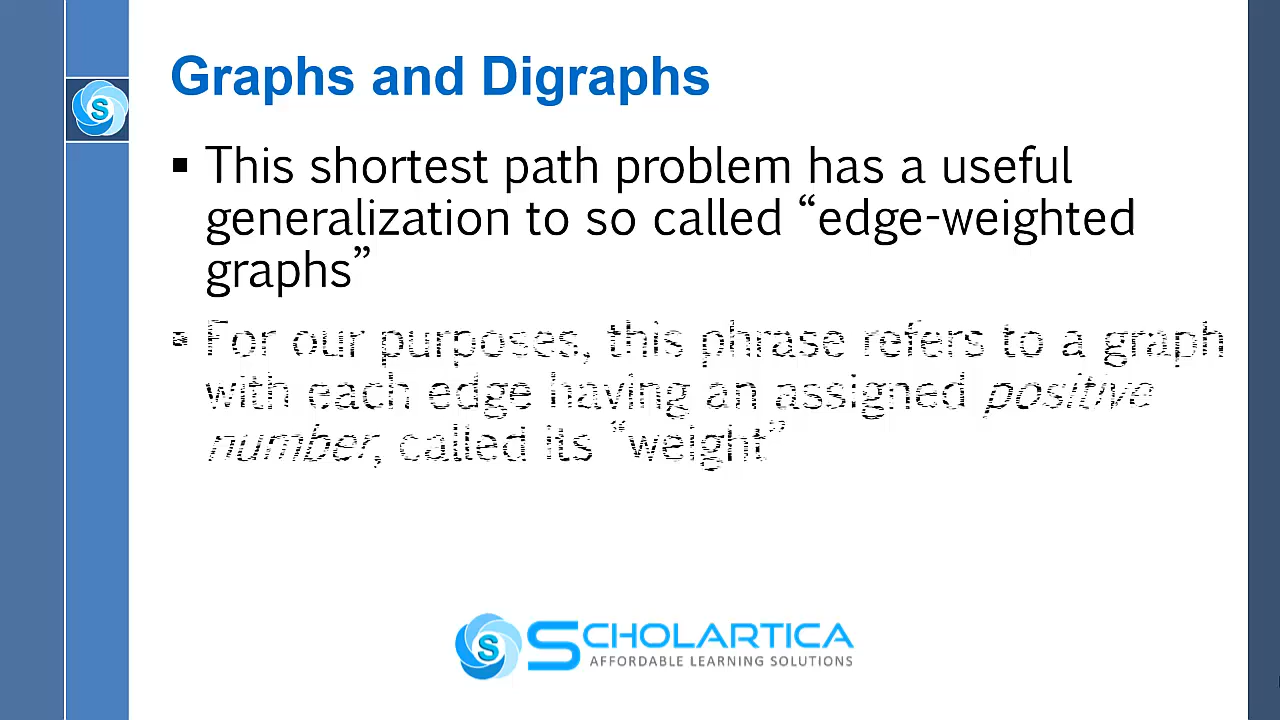 Graphs and Digraphs
▪ This shortest path problem has a useful
generalization to so called “edge-weighted
graphs”
▪ For our purposes, this phrase refers to a graph
with each edge having an assigned positive
number, called its “weight”
S
S SCHOLARTICA
AFFORDABLE LEARNING SOLUTIONS